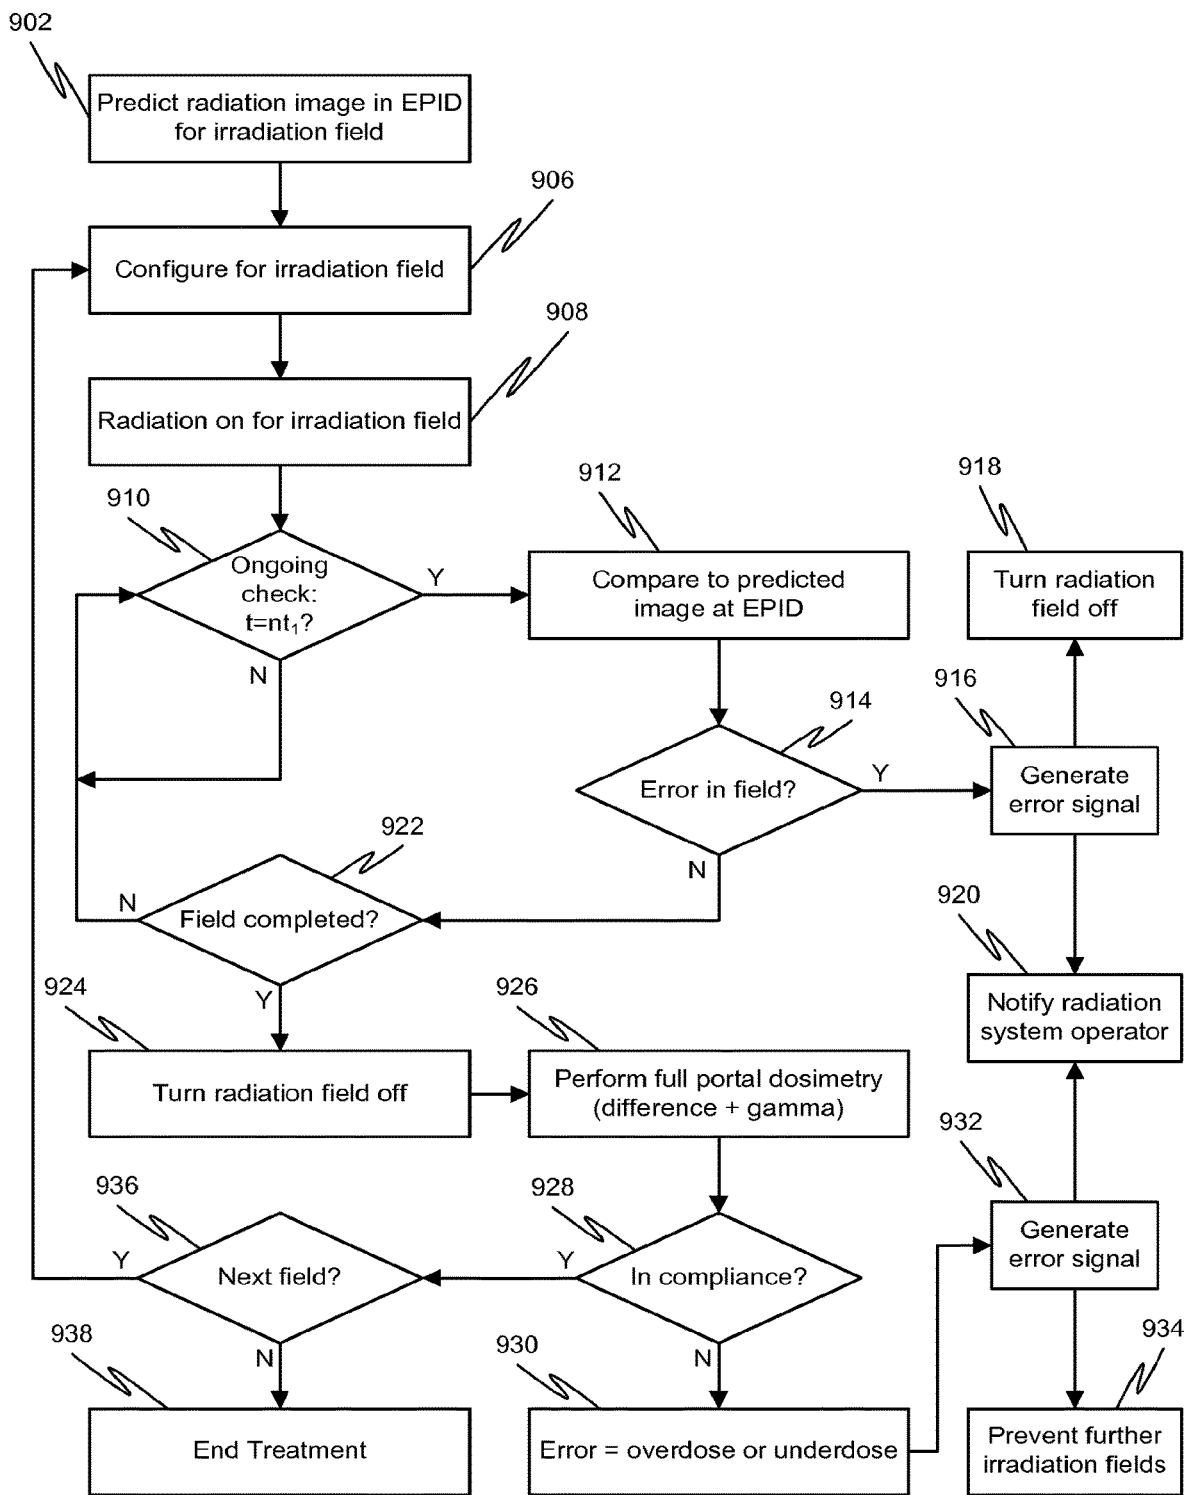 902
Predict radiation image in EPID
for irradiation field
906
Configure for irradiation field
908
Radiation on for irradiation field
910
Ongoing
check:
t=nt₁?
Y
N
912
Compare to predicted
image at EPID
918
Turn radiation
field off
914
Error in field?
Y
N
916
Generate
error signal
922
Field completed?
N
Y
920
Notify radiation
system operator
924
Turn radiation field off
926
Perform full portal dosimetry
(difference + gamma)
932
Generate
error signal
936
Next field?
Y
N
928
In compliance?
Y
N
938
End Treatment
930
Error = overdose or underdose
934
Prevent further
irradiation fields